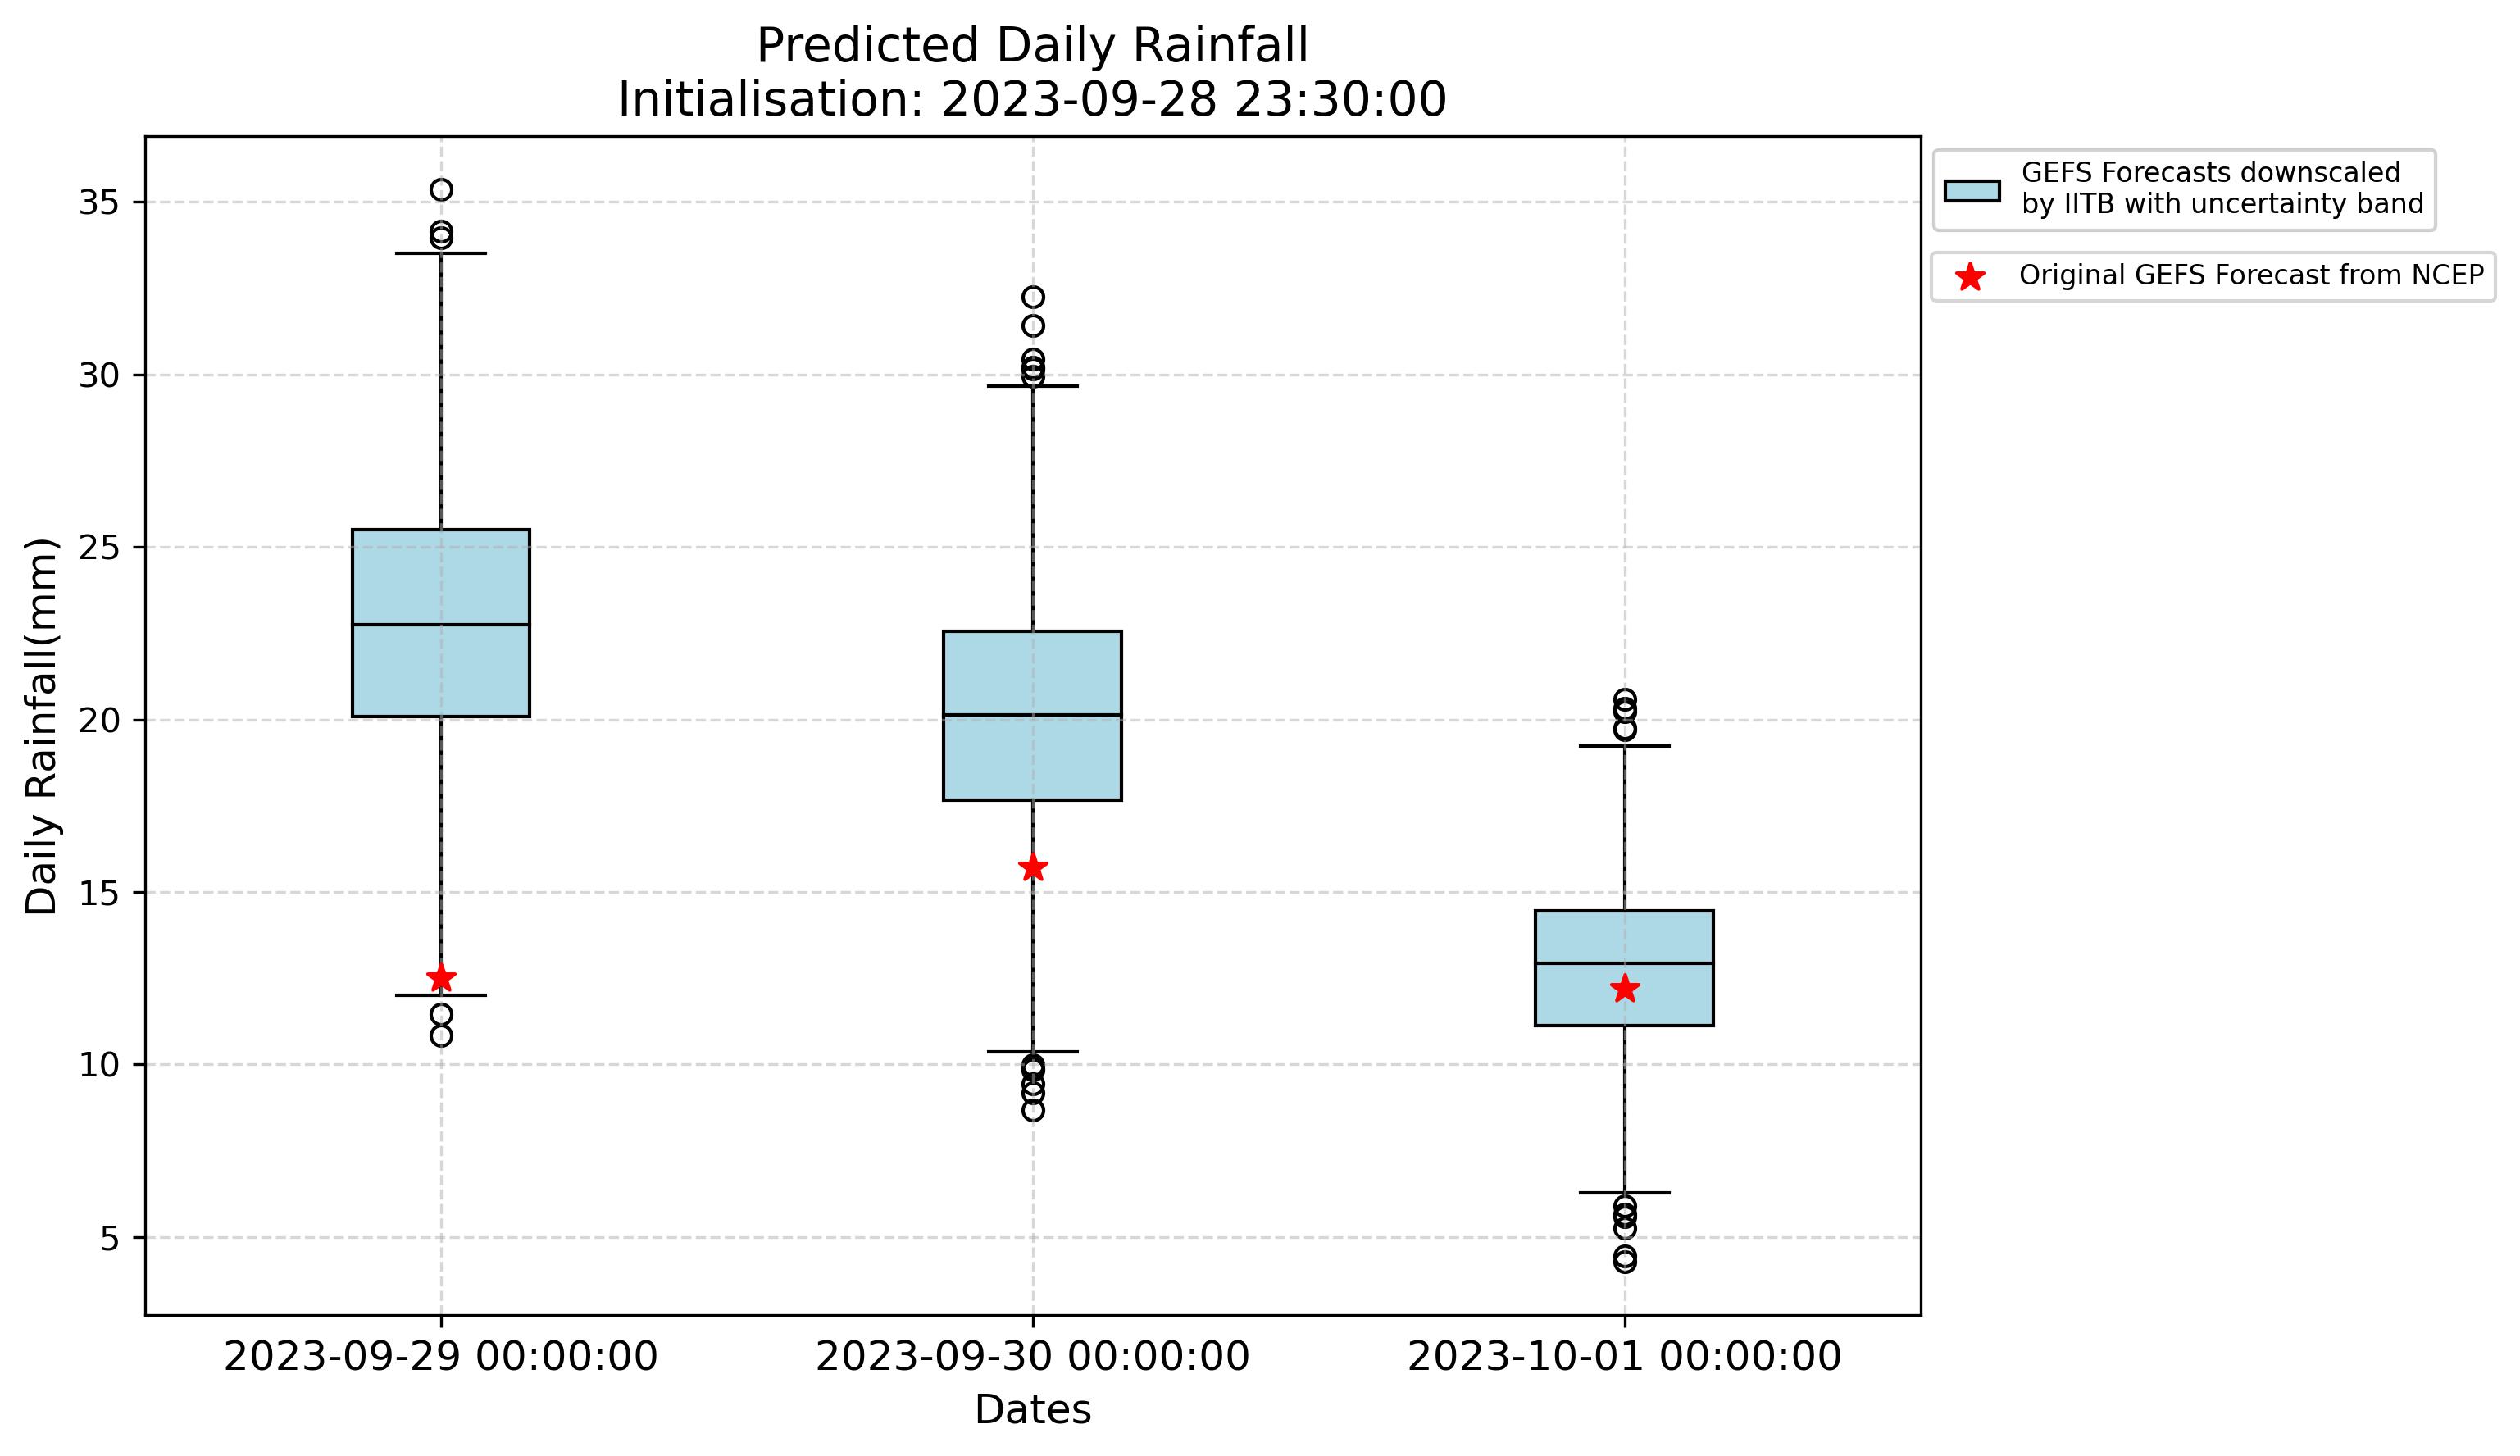 Predicted Daily Rainfall
Initialisation: 2023-09-28 23:30:00
GEFS Forecasts downscaled
by IITB with uncertainty band
Original GEFS Forecast from NCEP
Daily Rainfall(mm)
35
30
25
20
15
10
5
2023-09-29 00:00:00
2023-09-30 00:00:00
2023-10-01 00:00:00
Dates